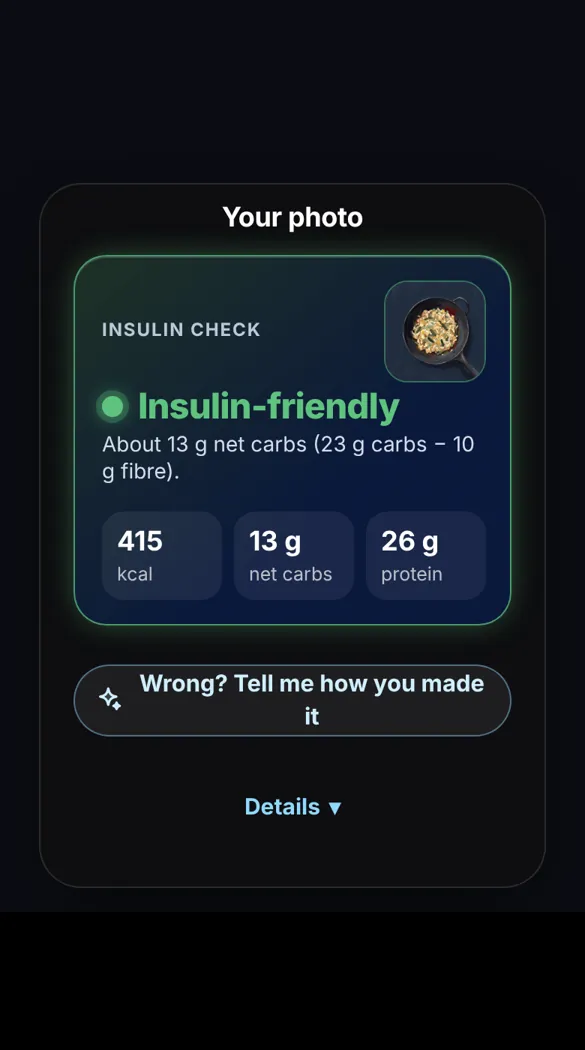 Your photo
INSULIN CHECK
Insulin-friendly
About 13 g net carbs (23 g carbs − 10
g fibre).
415
kcal
13 g
net carbs
26 g
protein
Wrong? Tell me how you made
it
Details ▼